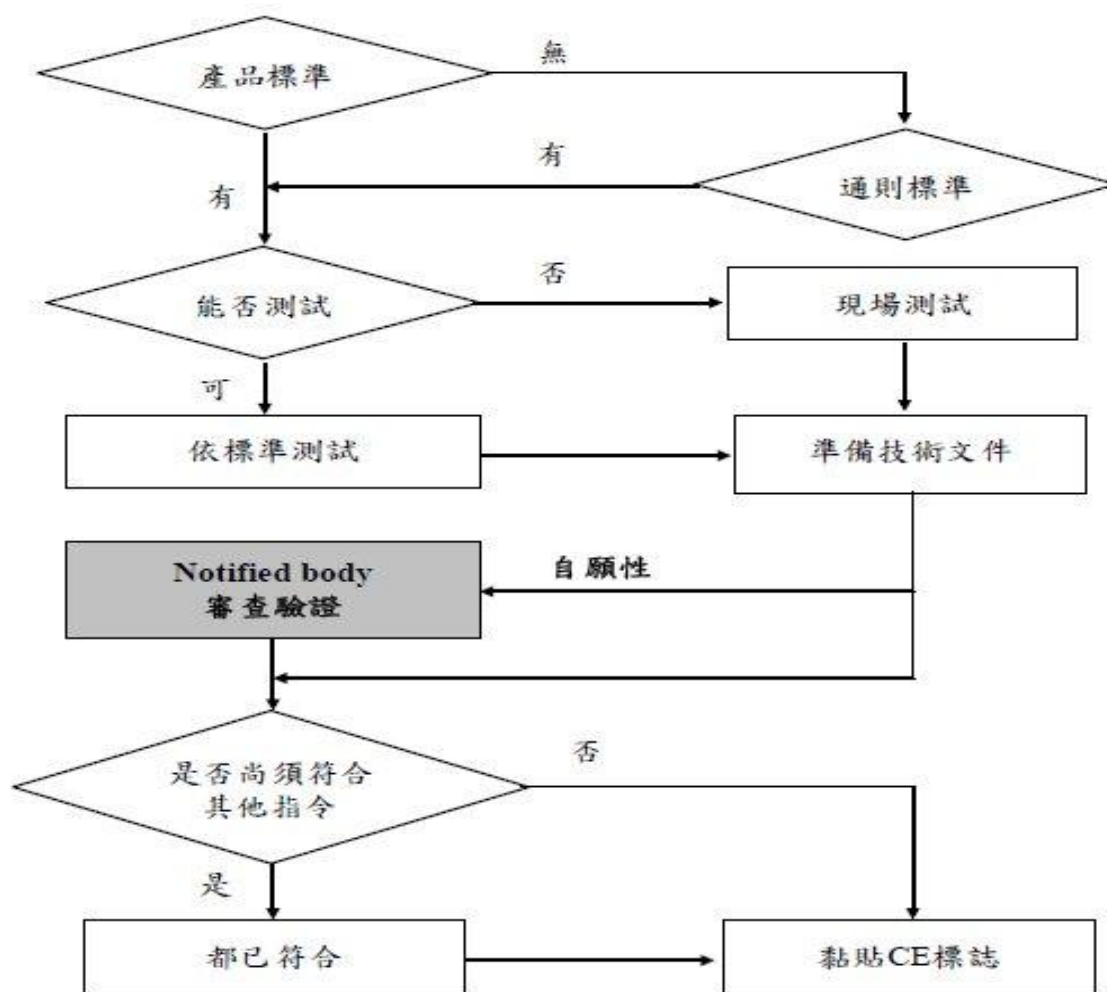 產品標準
無
有
通則標準
有
能否測試
否
現場測試
可
依標準測試
準備技術文件
Notified body
審查驗證
自願性
是否尚須符合
其他指令
否
是
都已符合
黏貼CE標誌